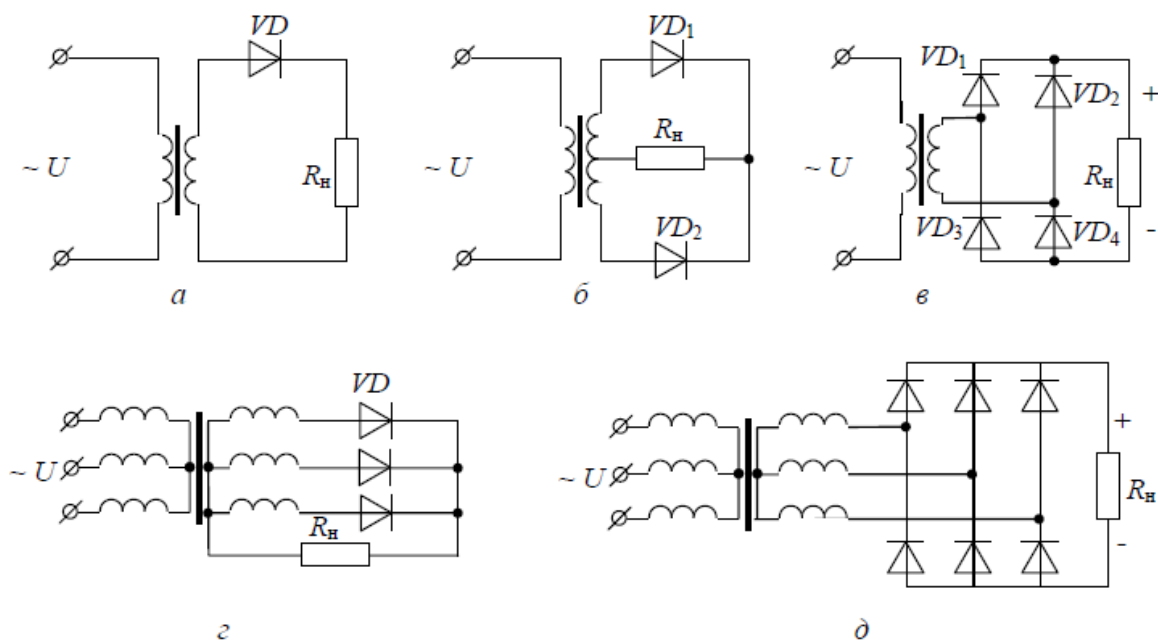 VD
~ U
Rн
а
VD1
~ U
Rн
VD2
б
VD1
VD2
+
~ U
Rн
VD3
VD4
-
в
VD
~ U
Rн
г
+
~ U
Rн
-
д